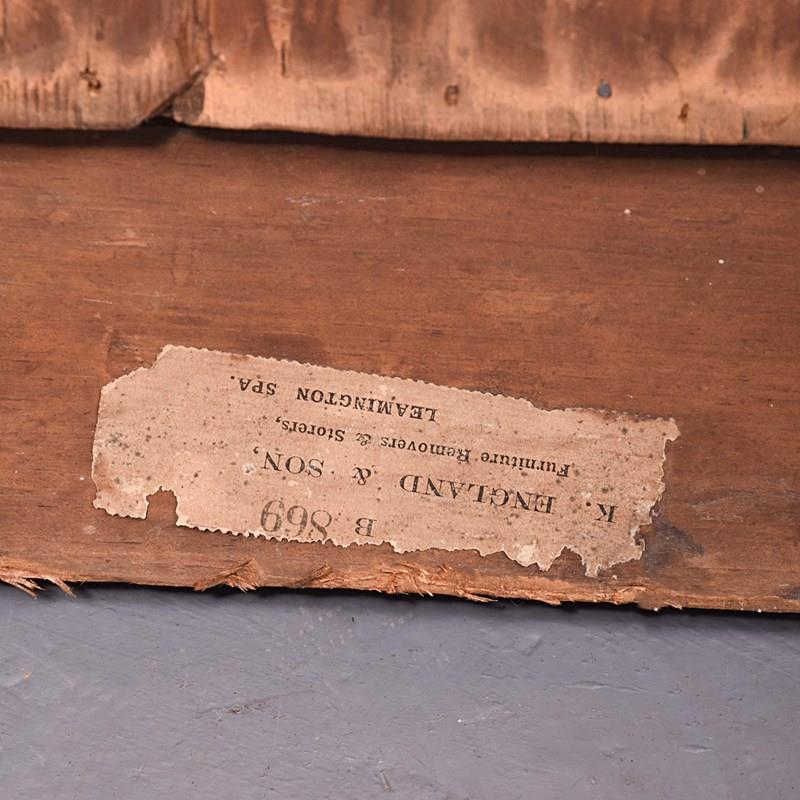 B 869
K. ENGLAND & SON,
Furniture Removers & Storers,
LEAMINGTON SPA.